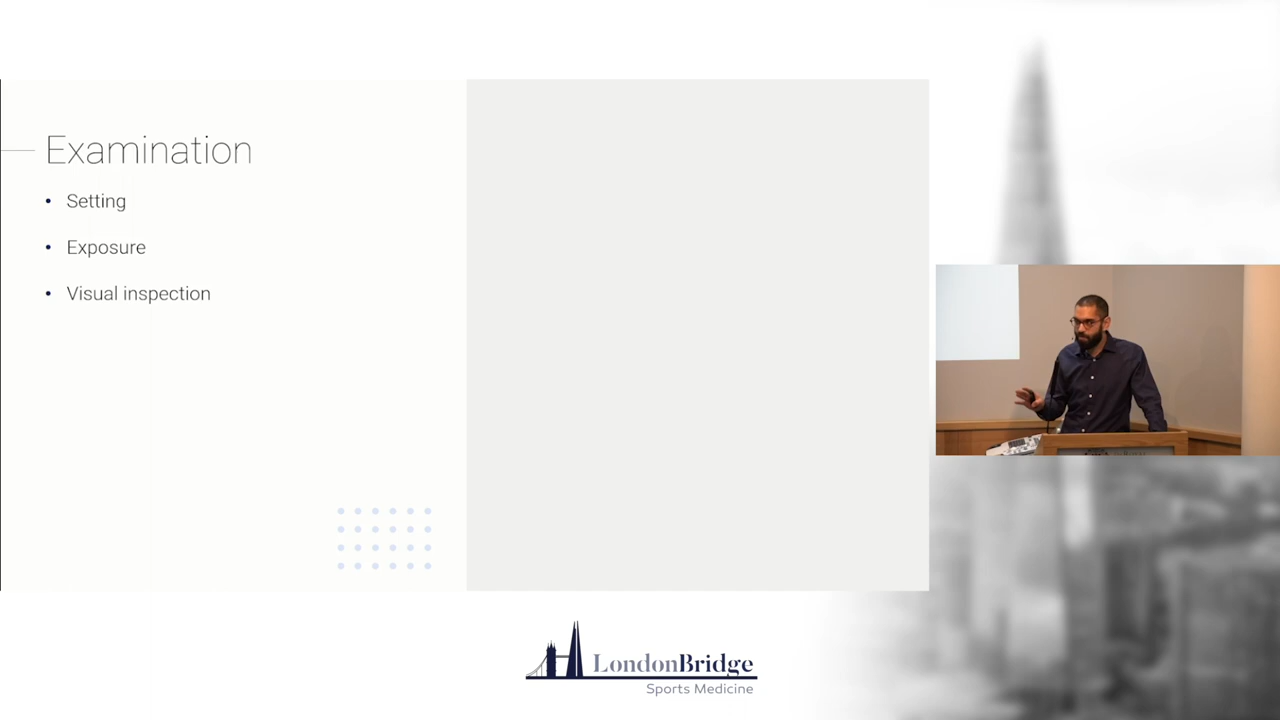 Examination
• Setting
• Exposure
• Visual inspection
LondonBridge
Sports Medicine